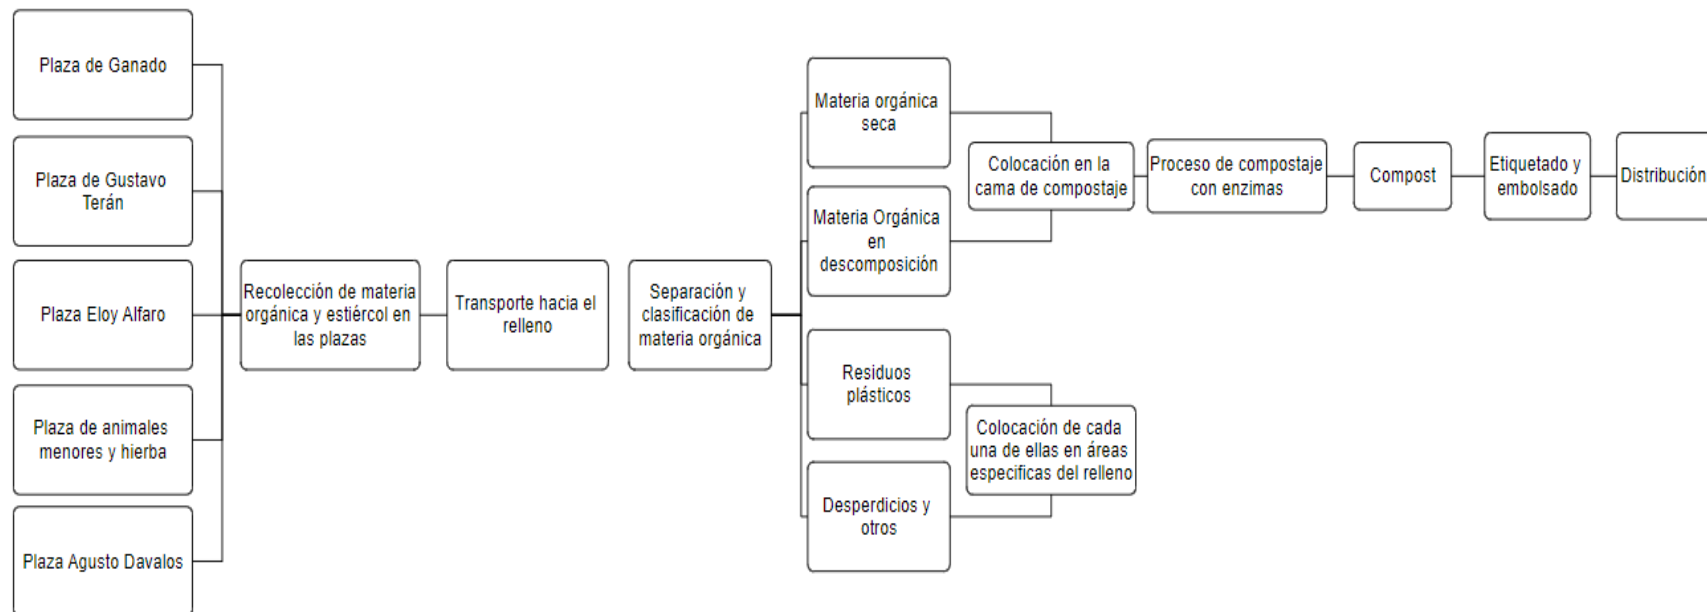 Plaza de Ganado
Plaza de Gustavo
Terán
Plaza Eloy Alfaro
Plaza de animales
menores y hierba
Plaza Agusto Davalos
Recolección de materia
orgánica y estiércol en
las plazas
Transporte hacia el
relleno
Separación y
clasificación de
materia orgánica
Materia orgánica
seca
Materia Orgánica
en
descomposición
Residuos
plásticos
Desperdicios y
otros
Colocación en la
cama de compostaje
Colocación de cada
una de ellas en áreas
especificas del relleno
Proceso de compostaje
con enzimas
Compost
Etiquetado y
embolsado
Distribución